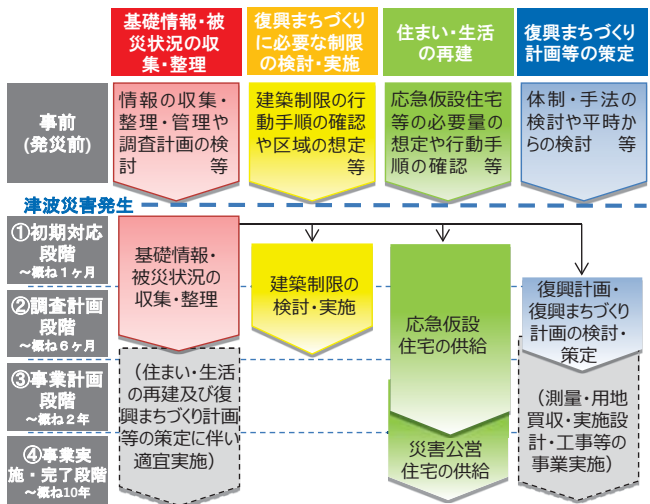 基礎情報・被
災状況の収
集・整理
復興まちづくり
に必要な制限
の検討・実施
住まい・生活
の再建
復興まちづくり
計画等の策定
事前
(発災前)
情報の収集・
整理・管理や
調査計画の検
討　　　　等
建築制限の行
動手順の確認
や区域の想定
等
応急仮設住宅
等の必要量の
想定や行動手
順の確認　等
体制・手法の
検討や平時か
らの検討　等
津波災害発生
①初期対応
段階
～概ね１ヶ月
②調査計画
段階
～概ね６ヶ月
③事業計画
段階
～概ね２年
④事業実
施・完了段階
～概ね10年
基礎情報・
被災状況の
収集・整理
（住まい・生活
の再建及び復
興まちづくり計画
等の策定に伴い
適宜実施）
建築制限の
検討・実施
応急仮設
住宅の供給
災害公営
住宅の供給
復興計画・
復興まちづくり
計画の検討・
策定
（測量・用地
買収・実施設
計・工事等の
事業実施）